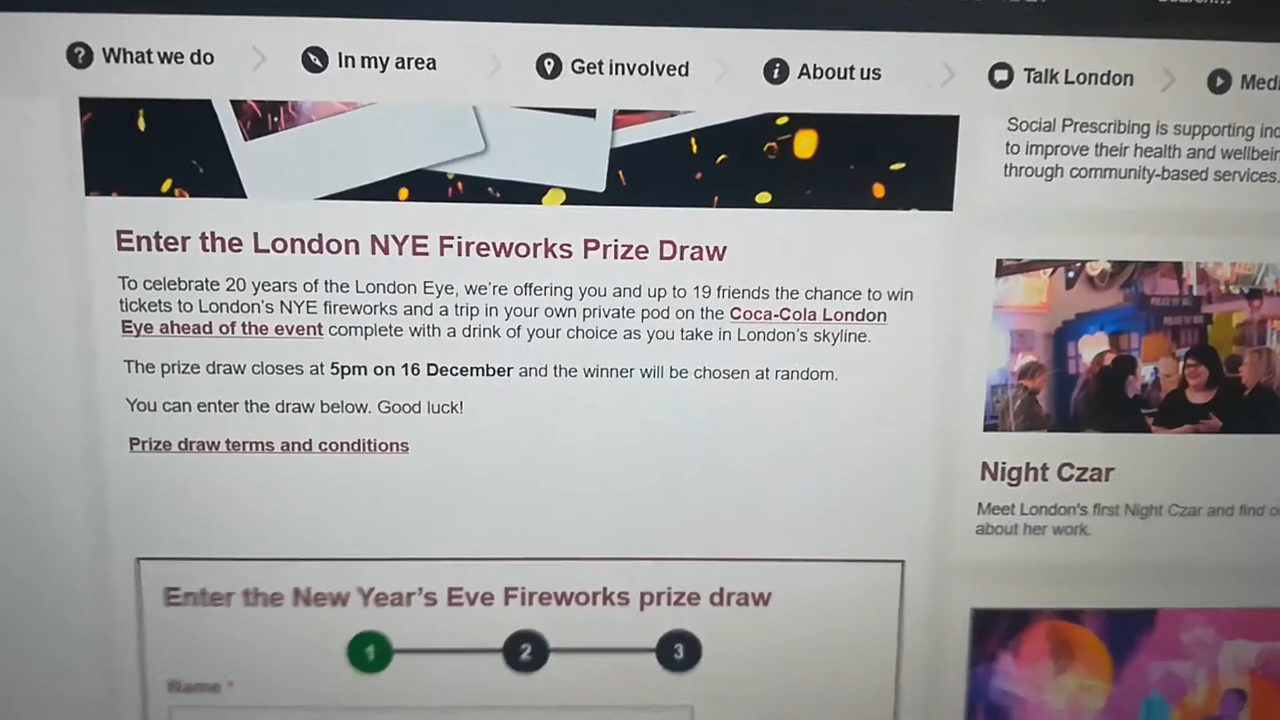 What we do
In my area
Get involved
About us
Talk London
Social Prescribing is supporting
to improve their health and
through community-based services.
Enter the London NYE Fireworks Prize Draw
To celebrate 20 years of the London Eye, we're offering you and up to 19 friends the chance to win
tickets to London's NYE fireworks and a trip in your own private pod on the Coca-Cola London
Eye ahead of the event complete with a drink of your choice as you take in London's skyline.
The prize draw closes at 5pm on 16 December and the winner will be chosen at random.
You can enter the draw below. Good luck!
Prize draw terms and conditions
Night Czar
Meet London's first Night Czar and find
about her work.
Enter the New Year's Eve Fireworks prize draw
1 2 3
Name *